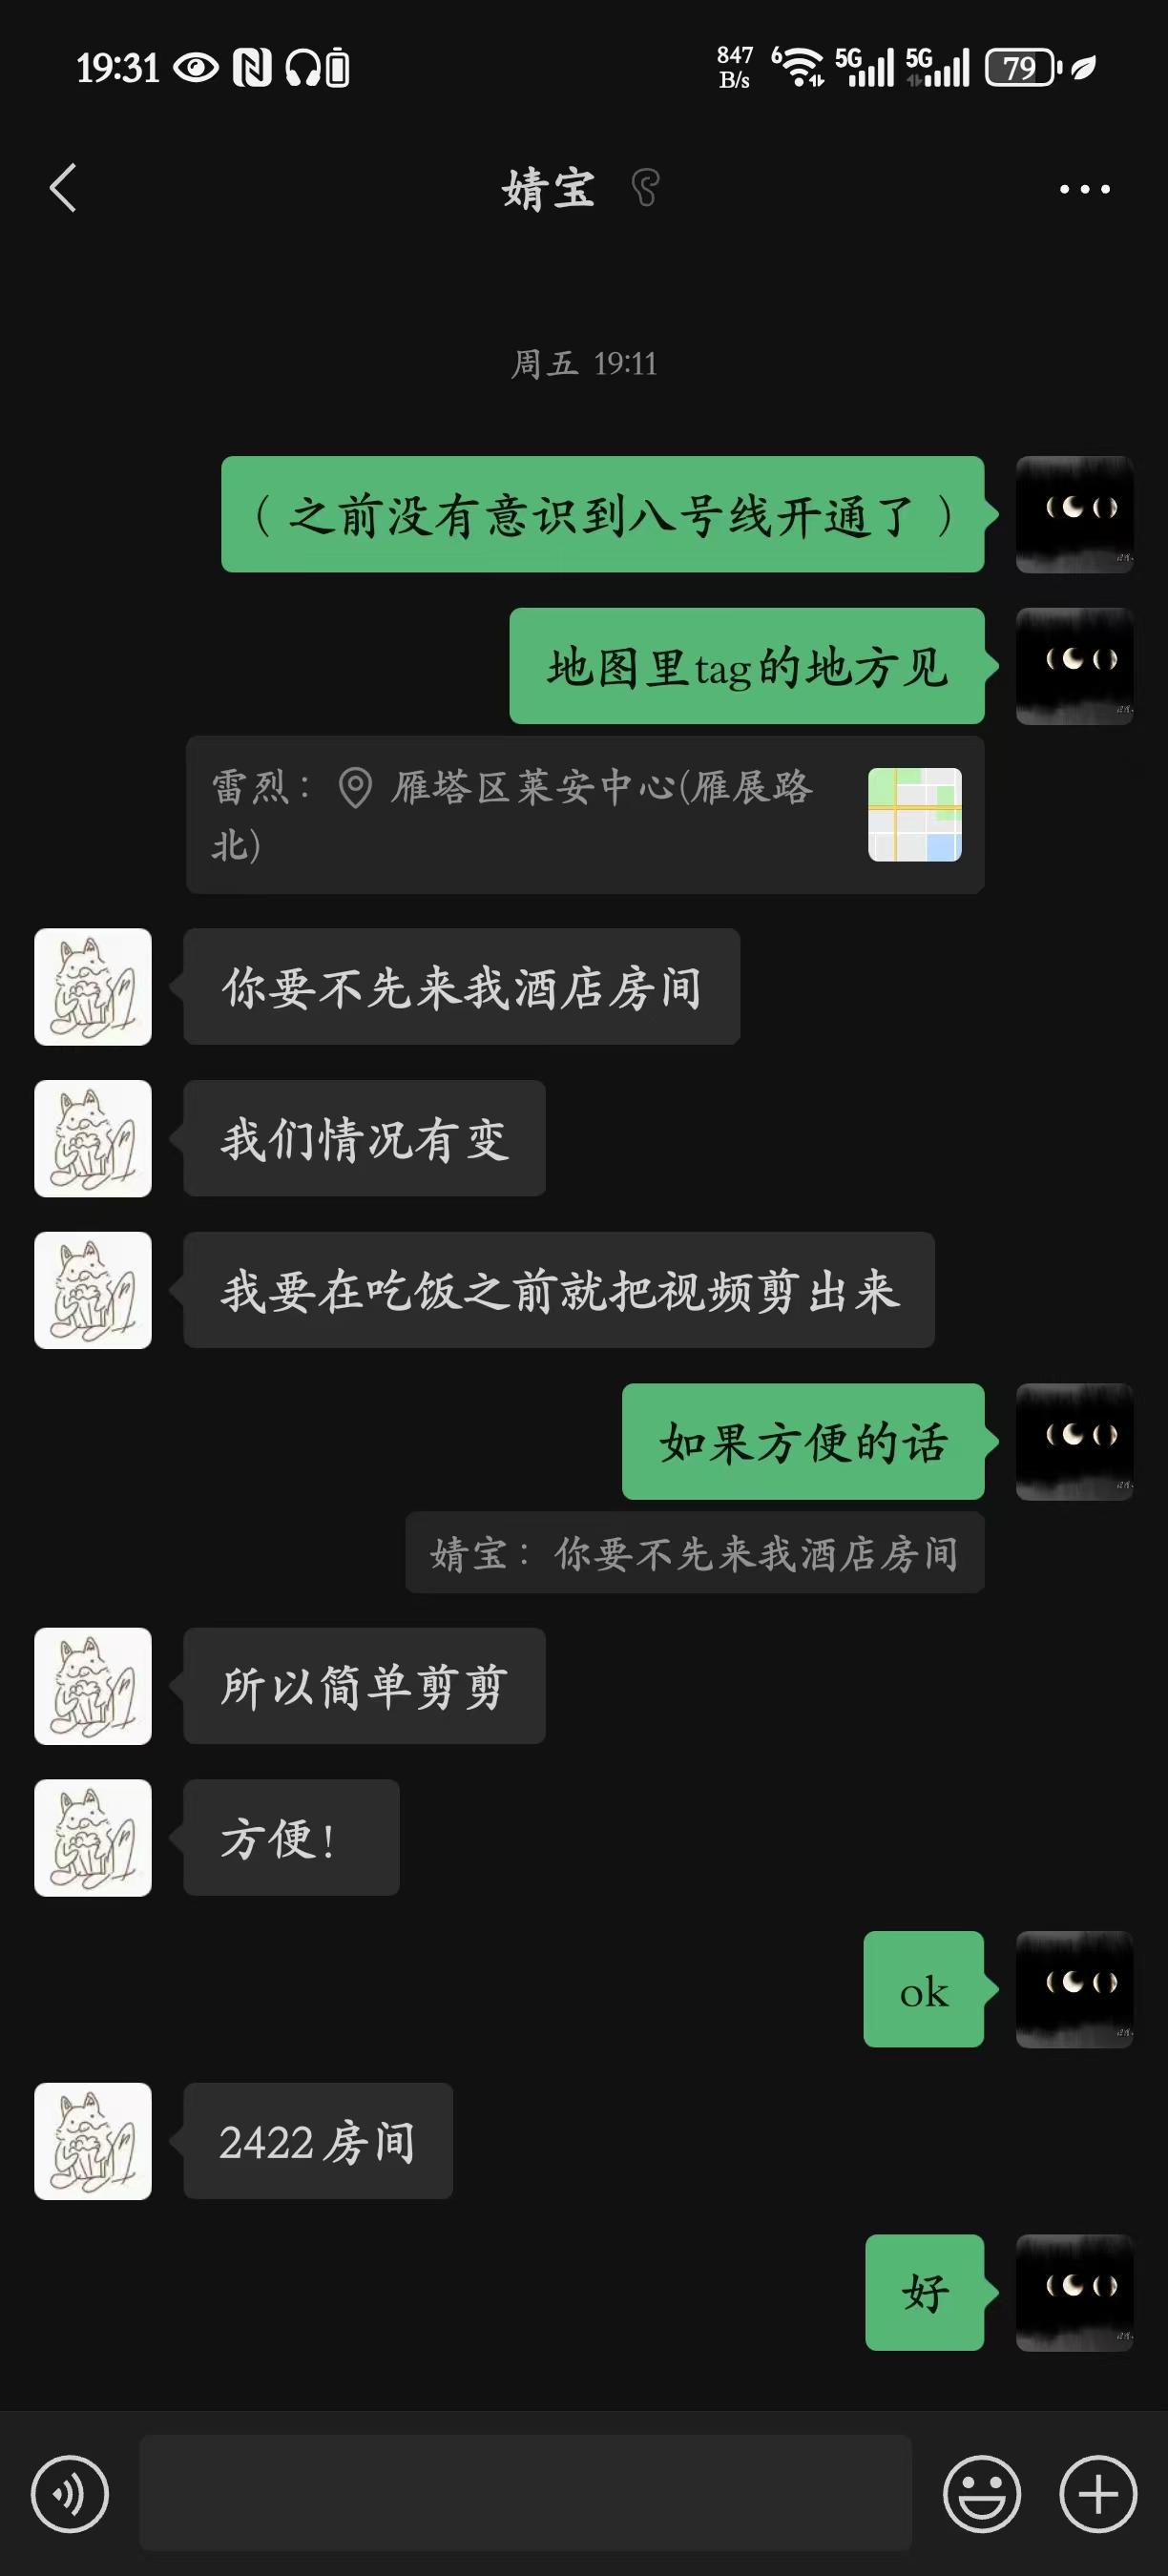 19:31
847
B/s
6
5G
5G
79
婧宝
周五 19:11
（之前没有意识到八号线开通了）
地图里tag的地方见
雷烈： 雁塔区莱安中心(雁展路
北)
你要不先来我酒店房间
我们情况有变
我要在吃饭之前就把视频剪出来
如果方便的话
婧宝：你要不先来我酒店房间
所以简单剪剪
方便！
ok
2422房间
好